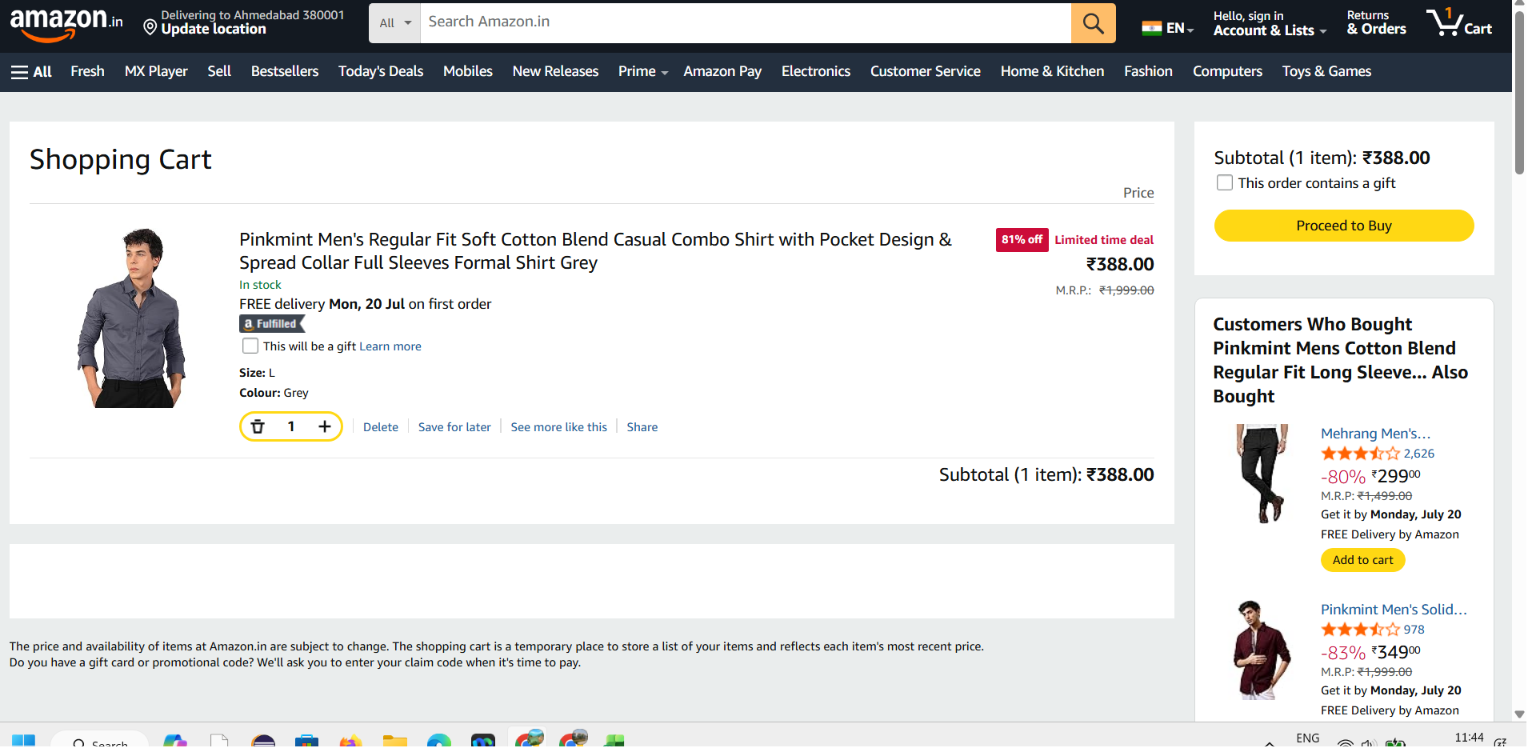 amazon.in
Delivering to Ahmedabad 380001
Update location
All
Search Amazon.in
EN
Hello, sign in
Account & Lists
Returns
& Orders
1
Cart
All Fresh MX Player Sell Bestsellers Today's Deals Mobiles New Releases Prime Amazon Pay Electronics Customer Service Home & Kitchen Fashion Computers Toys & Games
Shopping Cart
Price
Pinkmint Men's Regular Fit Soft Cotton Blend Casual Combo Shirt with Pocket Design &
Spread Collar Full Sleeves Formal Shirt Grey
81% off Limited time deal
₹388.00
M.R.P.: ₹1,999.00
In stock
FREE delivery Mon, 20 Jul on first order
a Fulfilled
This will be a gift Learn more
Size: L
Colour: Grey
1 + Delete Save for later See more like this Share
Subtotal (1 item): ₹388.00
The price and availability of items at Amazon.in are subject to change. The shopping cart is a temporary place to store a list of your items and reflects each item's most recent price.
Do you have a gift card or promotional code? We'll ask you to enter your claim code when it's time to pay.
Subtotal (1 item): ₹388.00
This order contains a gift
Proceed to Buy
Customers Who Bought
Pinkmint Mens Cotton Blend
Regular Fit Long Sleeve... Also
Bought
Mehrang Men's...
2,626
-80% ₹29900
M.R.P: ₹1,499.00
Get it by Monday, July 20
FREE Delivery by Amazon
Add to cart
Pinkmint Men's Solid...
978
-83% ₹34900
M.R.P: ₹1,999.00
Get it by Monday, July 20
FREE Delivery by Amazon
Search
ENG
11:44